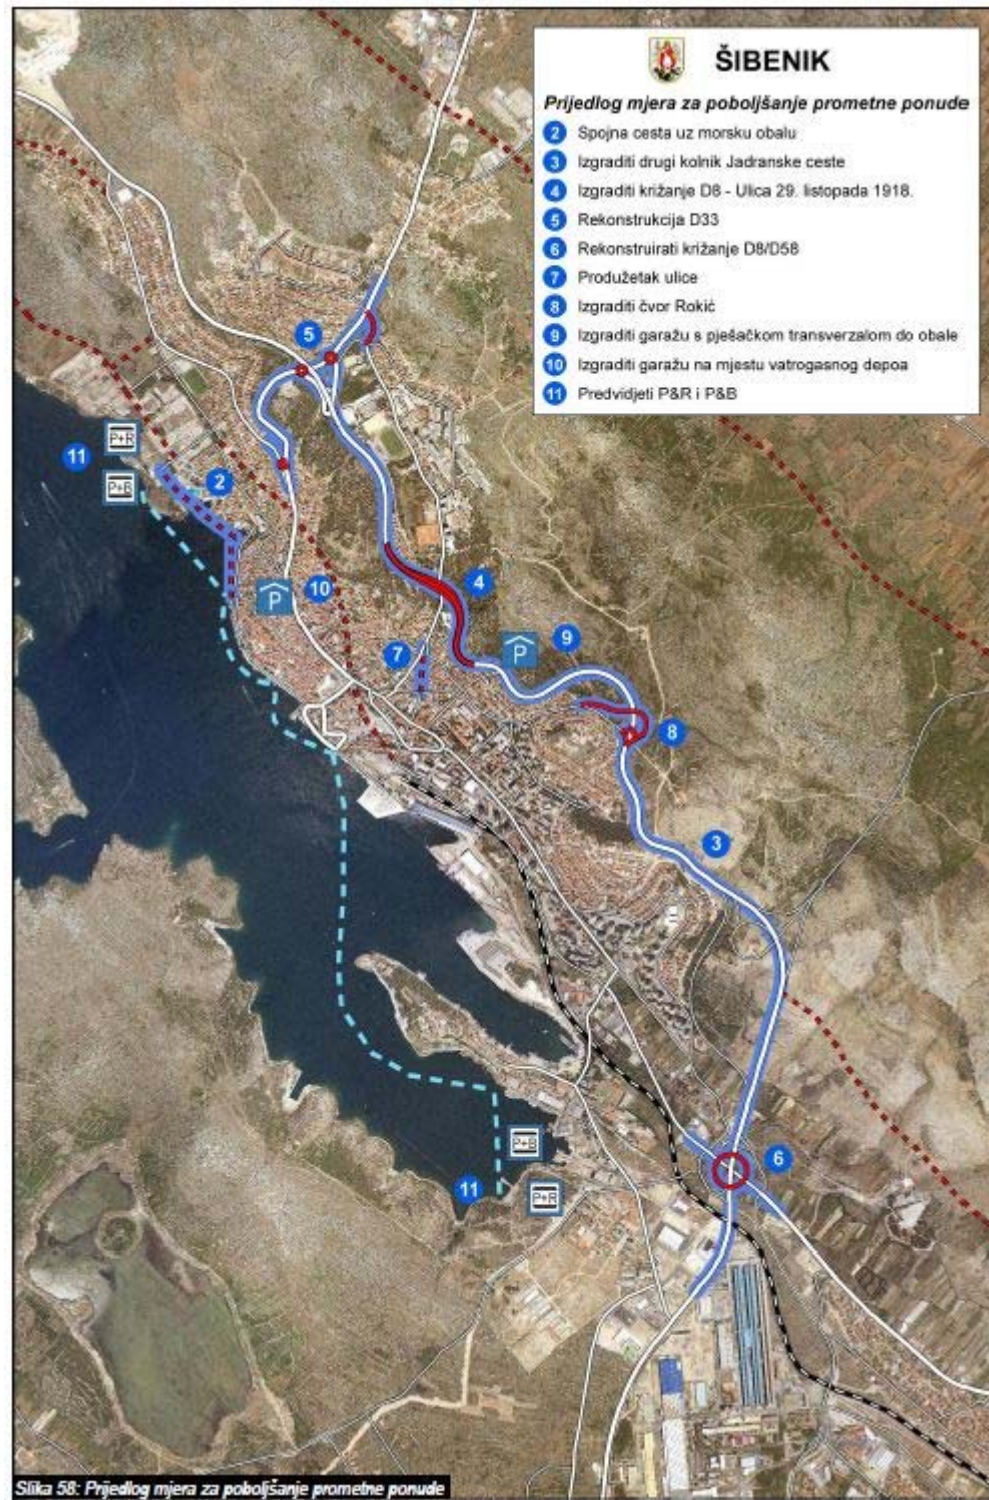 ŠIBENIK
Prijedlog mjera za poboljšanje prometne ponude
2 Spojna cesta uz morsku obalu
3 Izgraditi drugi kolnik Jadranske ceste
4 Izgraditi križanje D8 - Ulica 29. listopada 1918.
5 Rekonstrukcija D33
6 Rekonstruirati križanje D8/D58
7 Produžetak ulice
8 Izgraditi čvor Rokić
9 Izgraditi garažu s pješačkom transverzalom do obale
10 Izgraditi garažu na mjestu vatrogasnog depoa
11 Predvidjeti P&R i P&B
5
P+R
11
2
P+B
4
10
P
9
P
7
8
3
6
P+B
11
P+R
Slika 58: Prijedlog mjera za poboljšanje prometne ponude